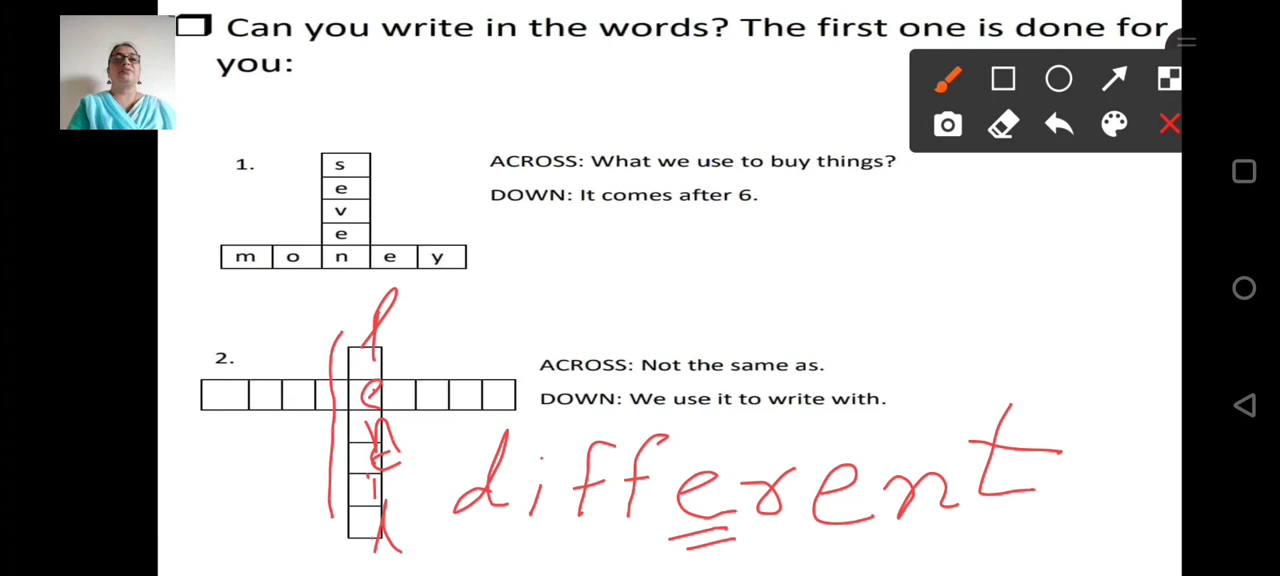 Can you write in the words? The first one is done for
you:
1.
s
e
v
e
m o n e y
ACROSS: What we use to buy things?
DOWN: It comes after 6.
2.
ACROSS: Not the same as.
DOWN: We use it to write with.
p
e
n
c
i
l
different